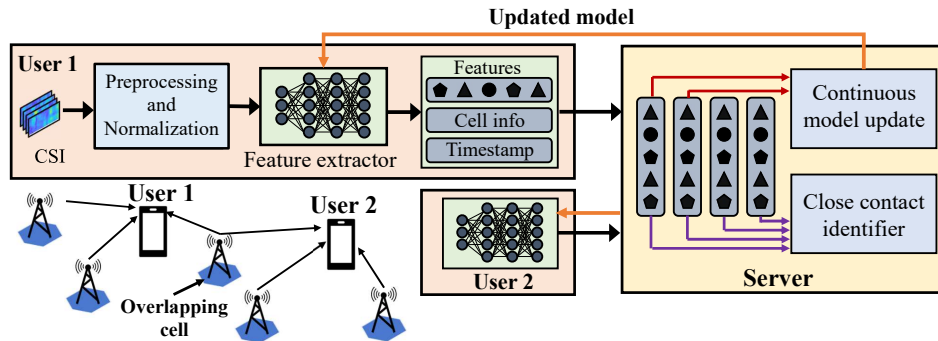 Updated model
User 1
Preprocessing
and
Normalization
CSI
Feature extractor
Features
Cell info
Timestamp
Continuous
model update
Close contact
identifier
Server
User 1
User 2
Overlapping
cell
User 2